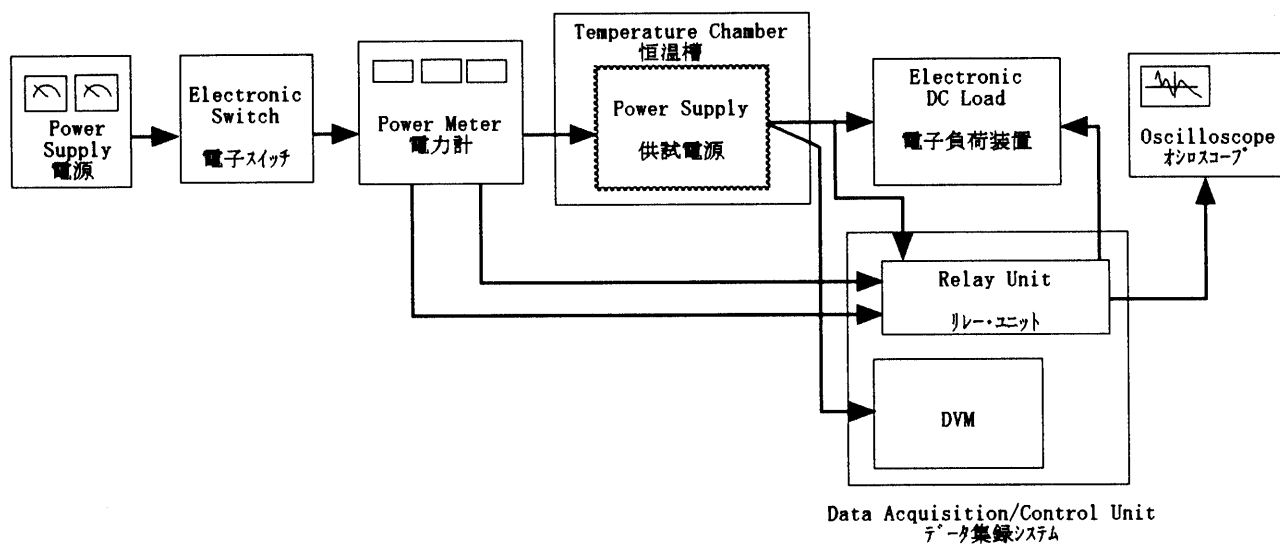 Power
Supply
電源
Electronic
Switch
電子スイッチ
Power Meter
電力計
Temperature Chamber
恒温槽
Power Supply
供試電源
Electronic
DC Load
電子負荷装置
Oscilloscope
オシロスコープ
Relay Unit
リレー・ユニット
DVM
Data Acquisition/Control Unit
データ集録システム